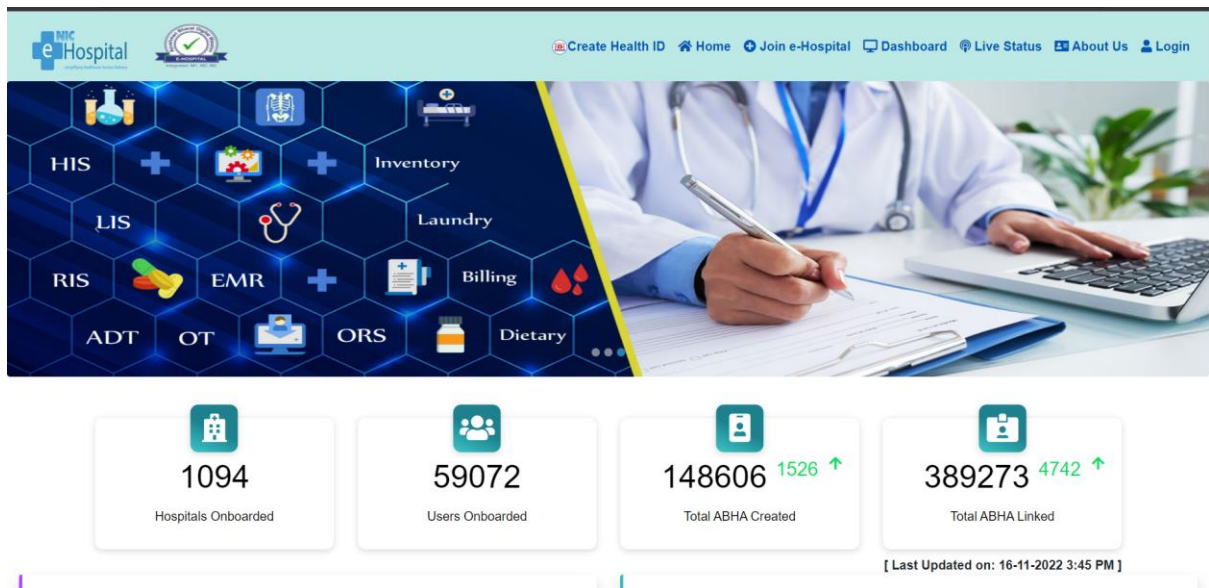 NIC
e Hospital
E-HOSPITAL
Create Health ID Home Join e-Hospital Dashboard Live Status About Us Login
HIS Inventory
LIS Laundry
RIS EMR Billing
ADT OT ORS Dietary
1094
Hospitals Onboarded
59072
Users Onboarded
148606 1526
Total ABHA Created
389273 4742
Total ABHA Linked
[ Last Updated on: 16-11-2022 3:45 PM ]